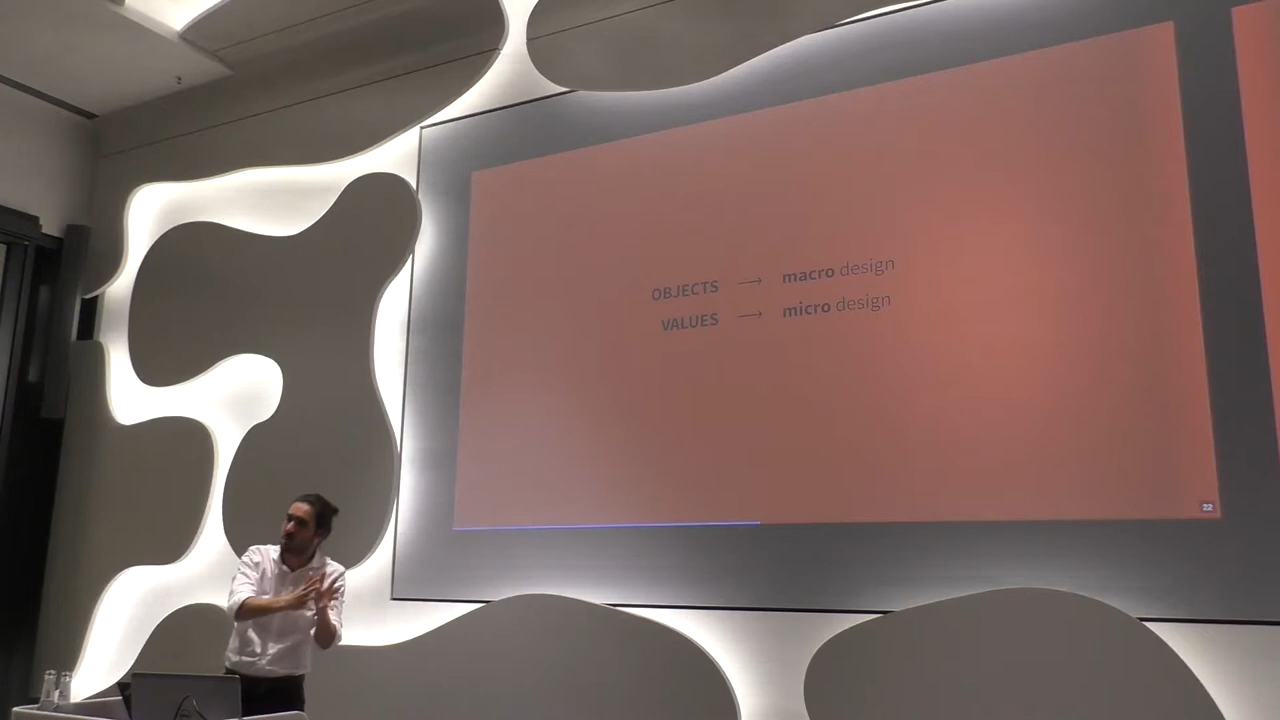 OBJECTS → macro design
VALUES → micro design
22